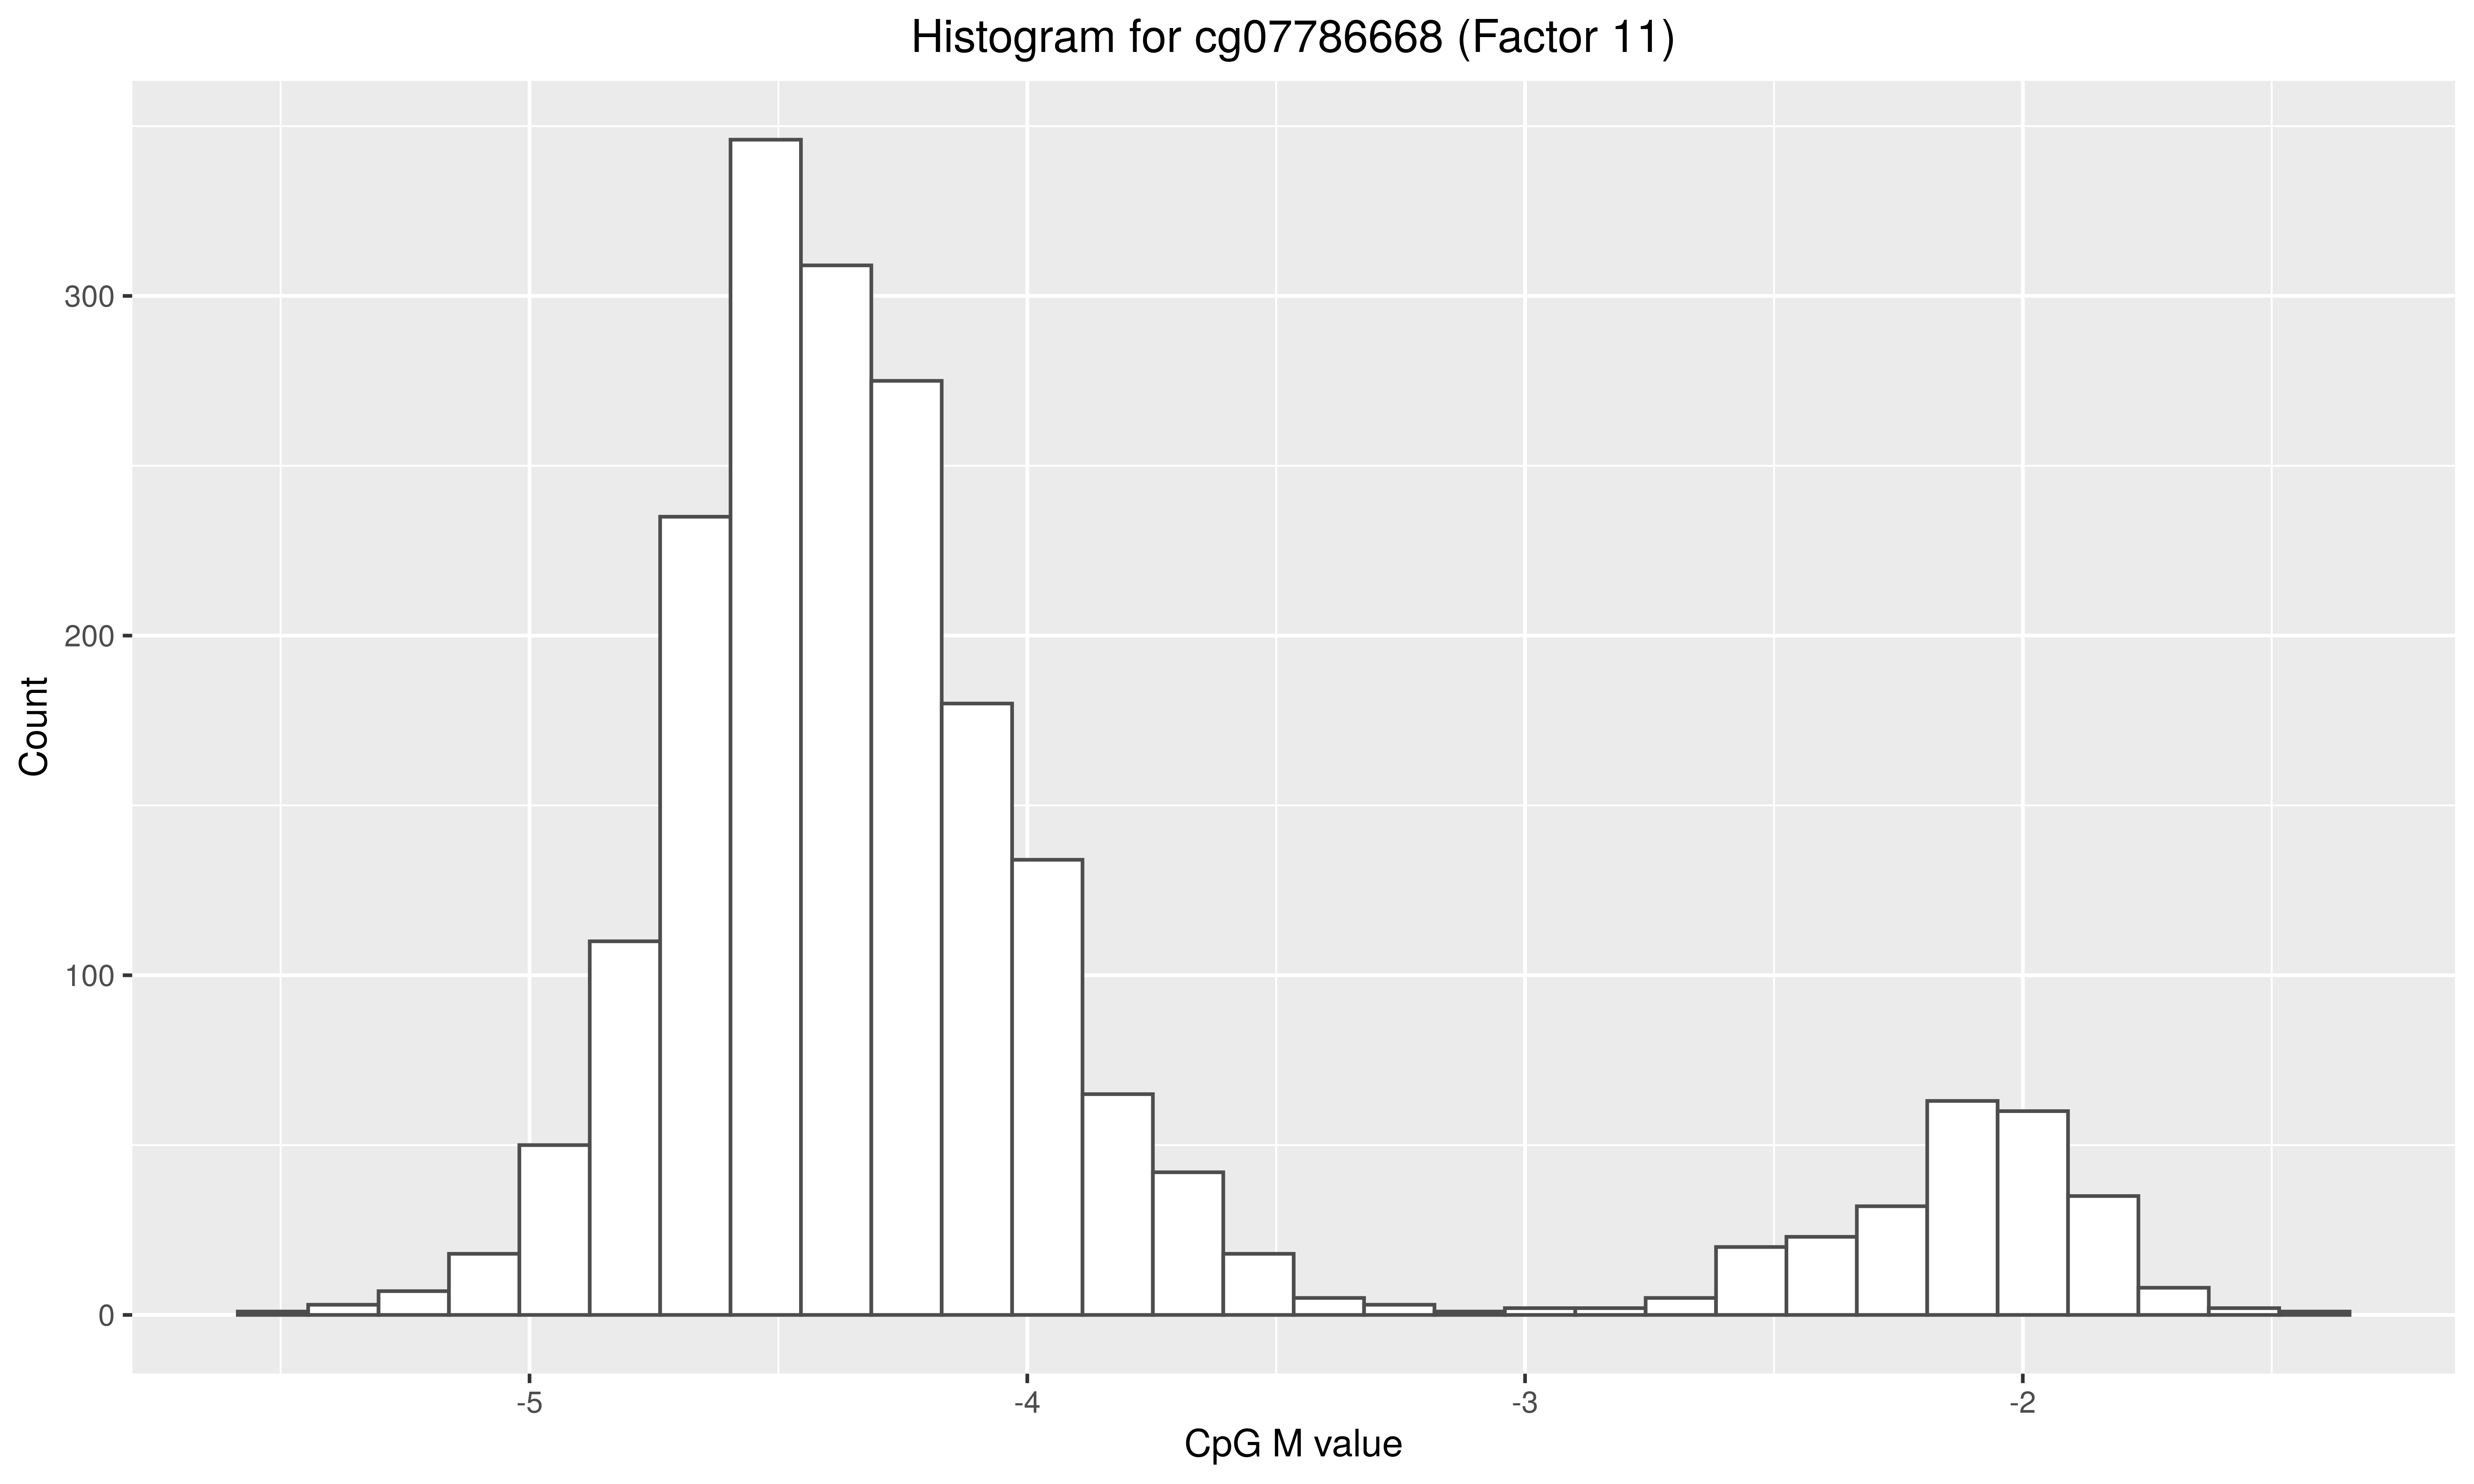 Histogram for cg07786668 (Factor 11)
Count
300
200
100
0
-5 -4 -3 -2
CpG M value